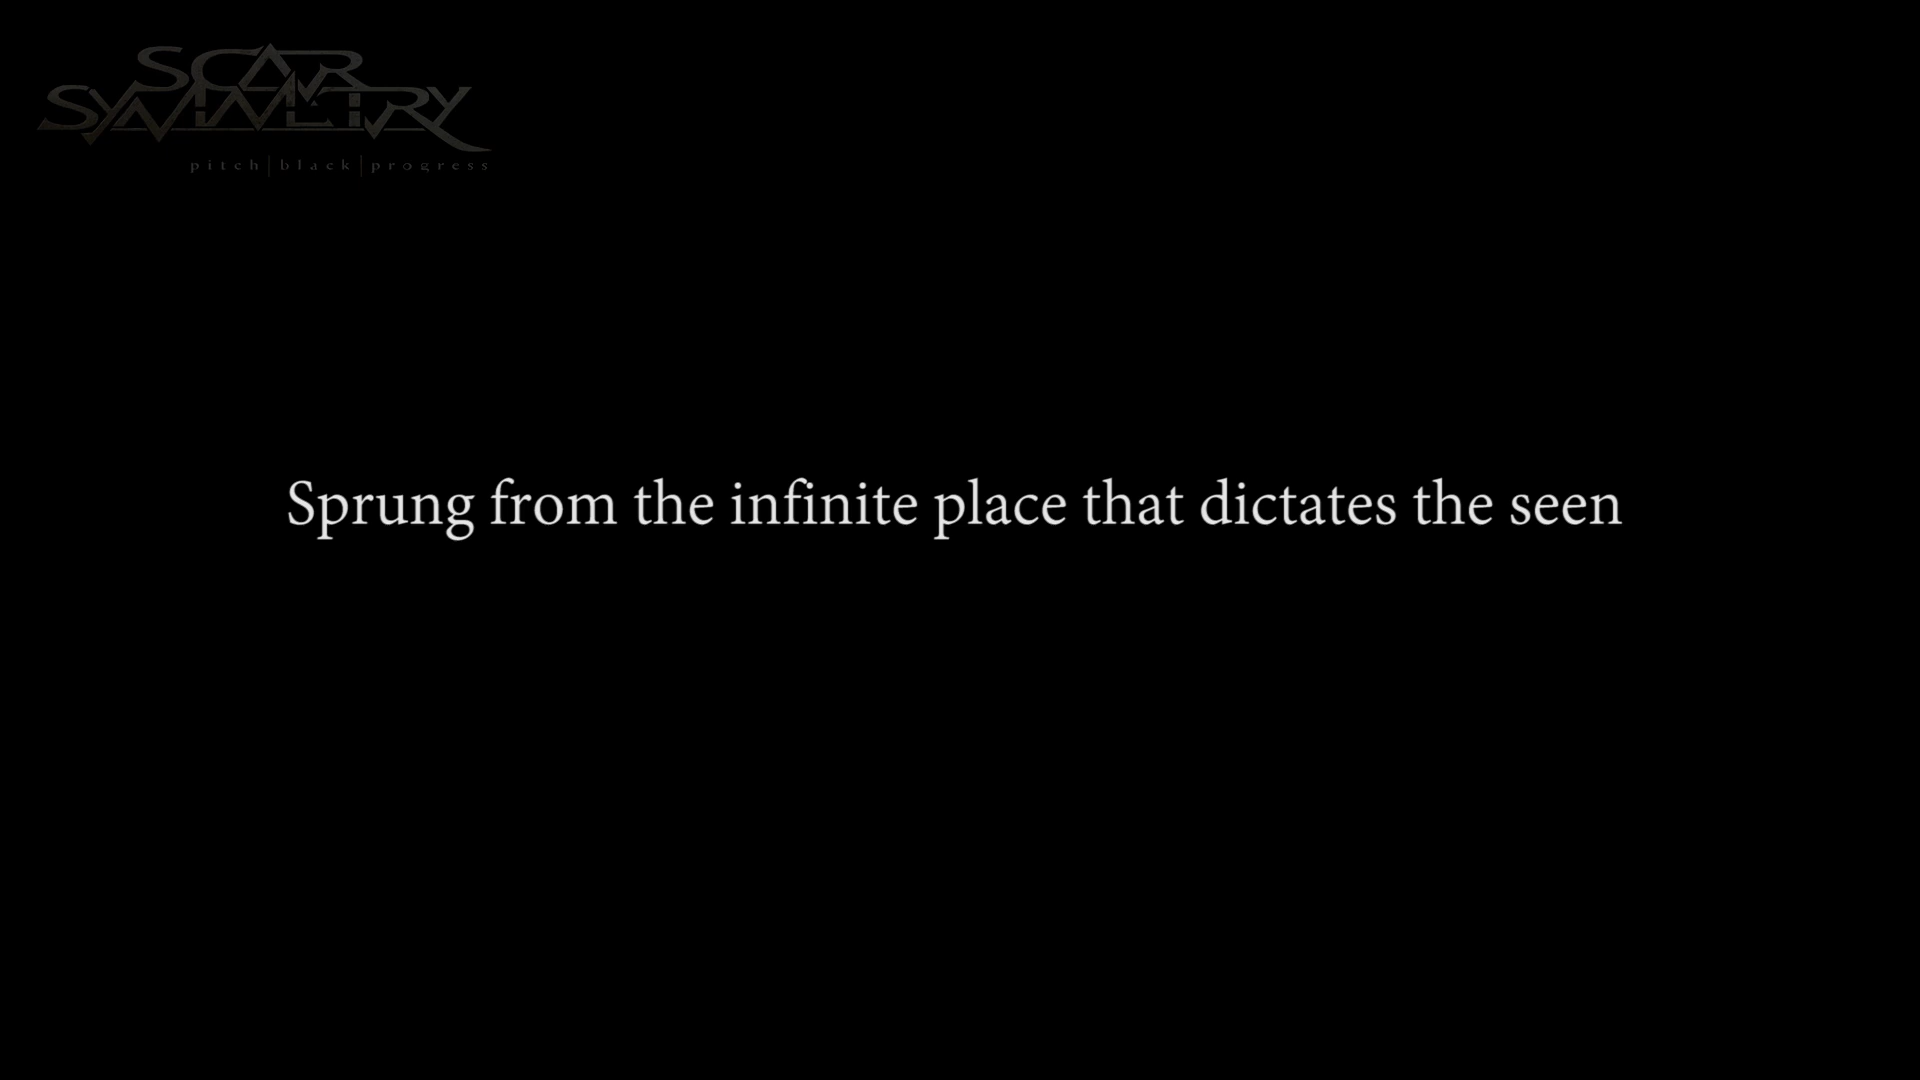 SCAR
SYMMETRY
pitch|black|progress
Sprung from the infinite place that dictates the seen